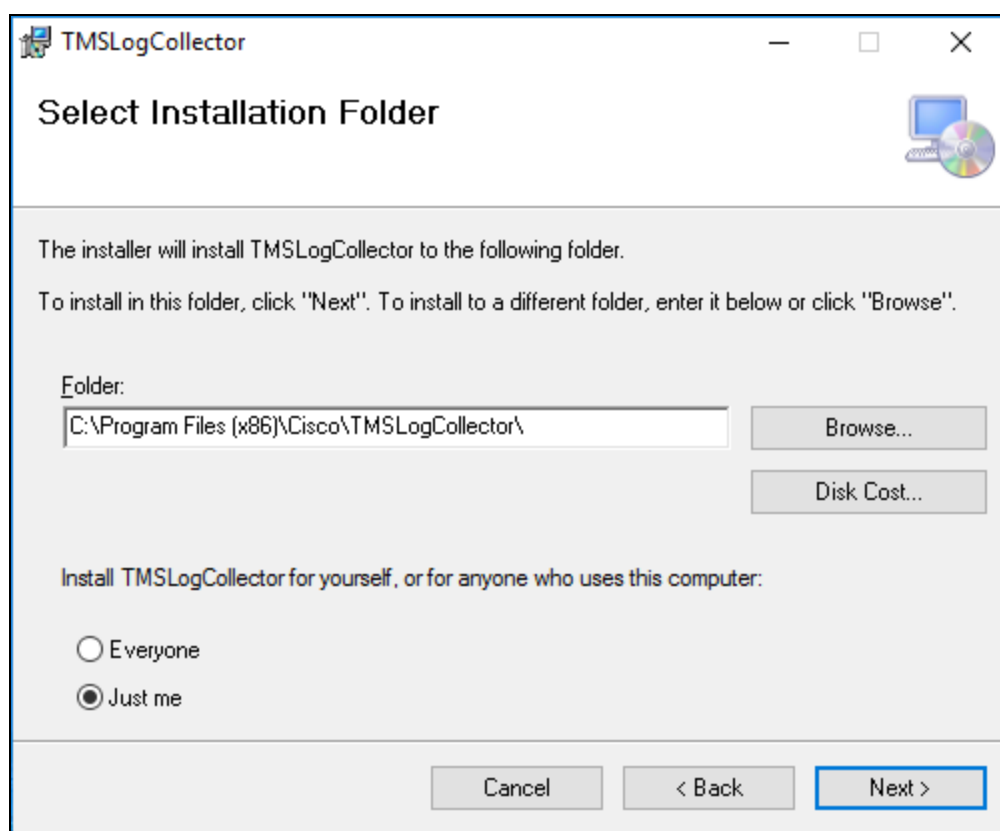 TMSLogCollector
Select Installation Folder
The installer will install TMSLogCollector to the following folder.
To install in this folder, click "Next". To install to a different folder, enter it below or click "Browse".
Folder:
C:\Program Files (x86)\Cisco\TMSLogCollector\
Browse...
Disk Cost...
Install TMSLogCollector for yourself, or for anyone who uses this computer:
Everyone
Just me
Cancel
< Back
Next >